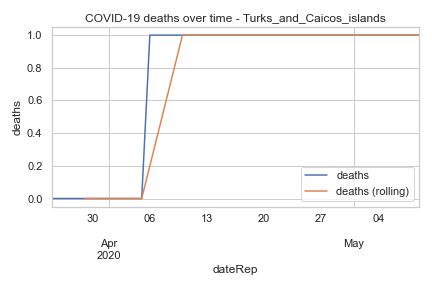 COVID-19 deaths over time - Turks_and_Caicos_islands
deaths
1.0
0.8
0.6
0.4
0.2
0.0
deaths
deaths (rolling)
30 06 13 20 27 04
Apr May
2020
dateRep